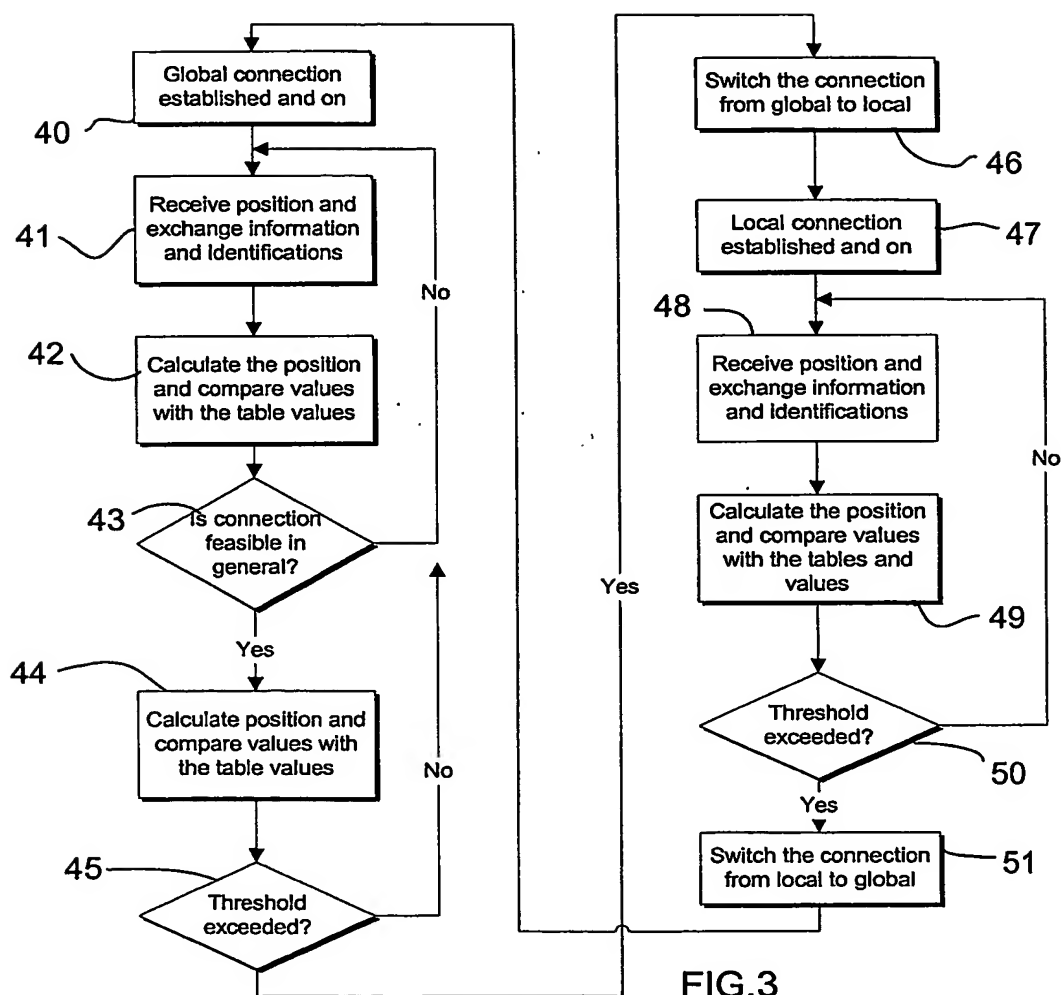 Global connection
established and on
40
Receive position and
exchange information
and Identifications
41
No
Calculate the position
and compare values
with the table values
42
Is connection
feasible in
general?
43
Yes
Calculate position and
compare values with
the table values
44
No
Threshold
exceeded?
45
Yes
Switch the connection
from global to local
46
Local connection
established and on
47
Receive position and
exchange information
and Identifications
48
No
Calculate the position
and compare values
with the tables and
values
49
Threshold
exceeded?
50
Yes
Switch the connection
from local to global
51
FIG.3